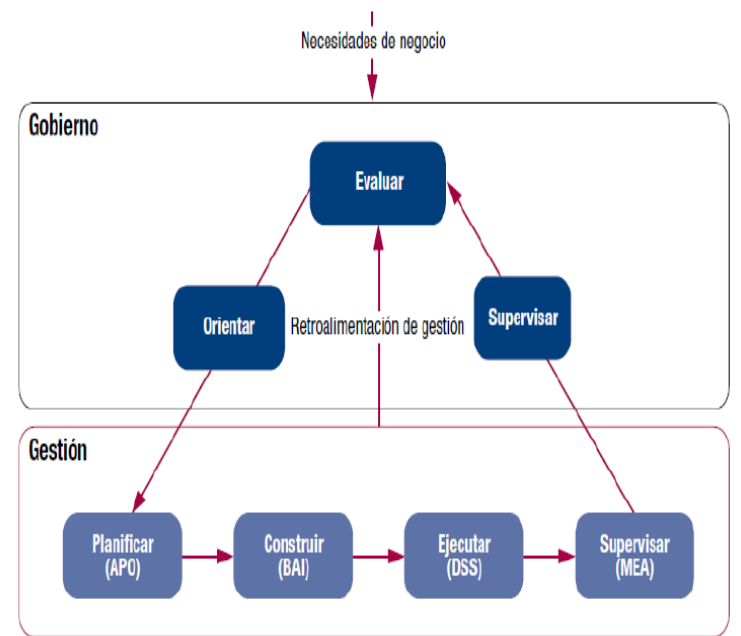 Necesidades de negocio
Gobierno
Evaluar
Orientar
Retroalimentación de gestión
Supervisar
Gestión
Planificar
(APO)
Construir
(BAI)
Ejecutar
(DSS)
Supervisar
(MEA)